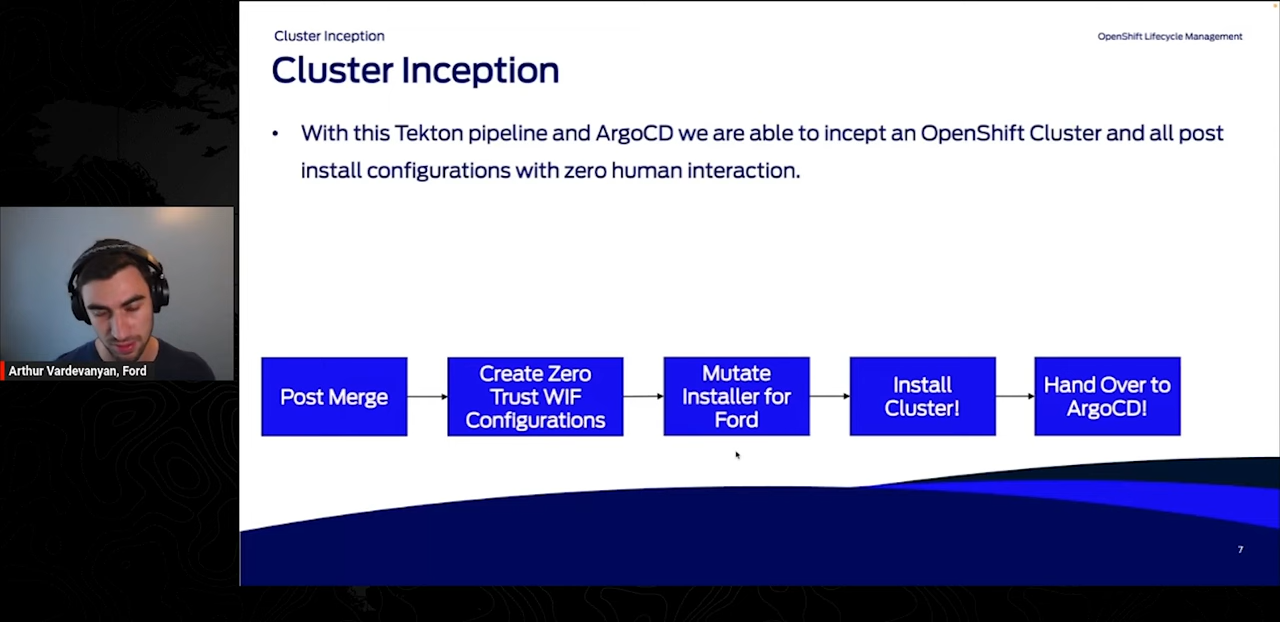 Cluster Inception
OpenShift Lifecycle Management
Cluster Inception
• With this Tekton pipeline and ArgoCD we are able to incept an OpenShift Cluster and all post
install configurations with zero human interaction.
Arthur Vardevanyan, Ford
Post Merge
Create Zero
Trust WIF
Configurations
Mutate
Installer for
Ford
Install
Cluster!
Hand Over to
ArgoCD!
7